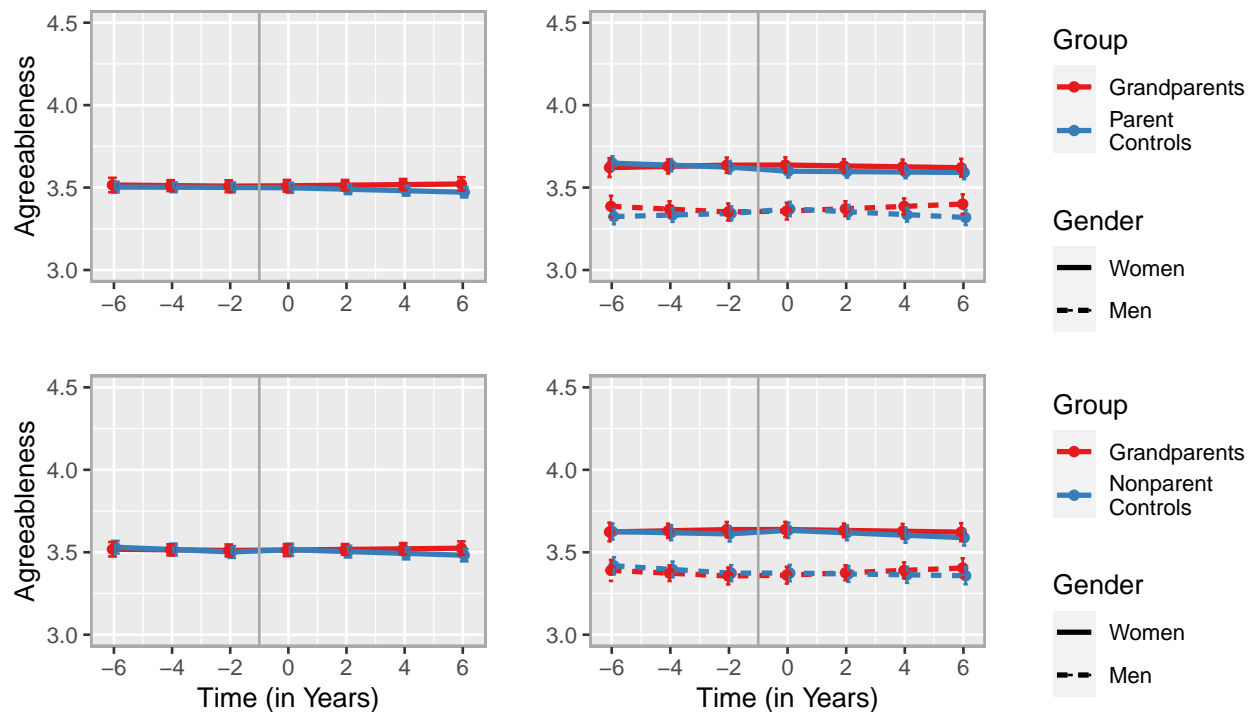 Agreeableness
4.5
4.0
3.5
3.0
−6 −4 −2 0 2 4 6
4.5
4.0
3.5
3.0
−6 −4 −2 0 2 4 6
Group
Grandparents
Parent
Controls
Gender
Women
Men
Agreeableness
4.5
4.0
3.5
3.0
−6 −4 −2 0 2 4 6
Time (in Years)
4.5
4.0
3.5
3.0
−6 −4 −2 0 2 4 6
Time (in Years)
Group
Grandparents
Nonparent
Controls
Gender
Women
Men